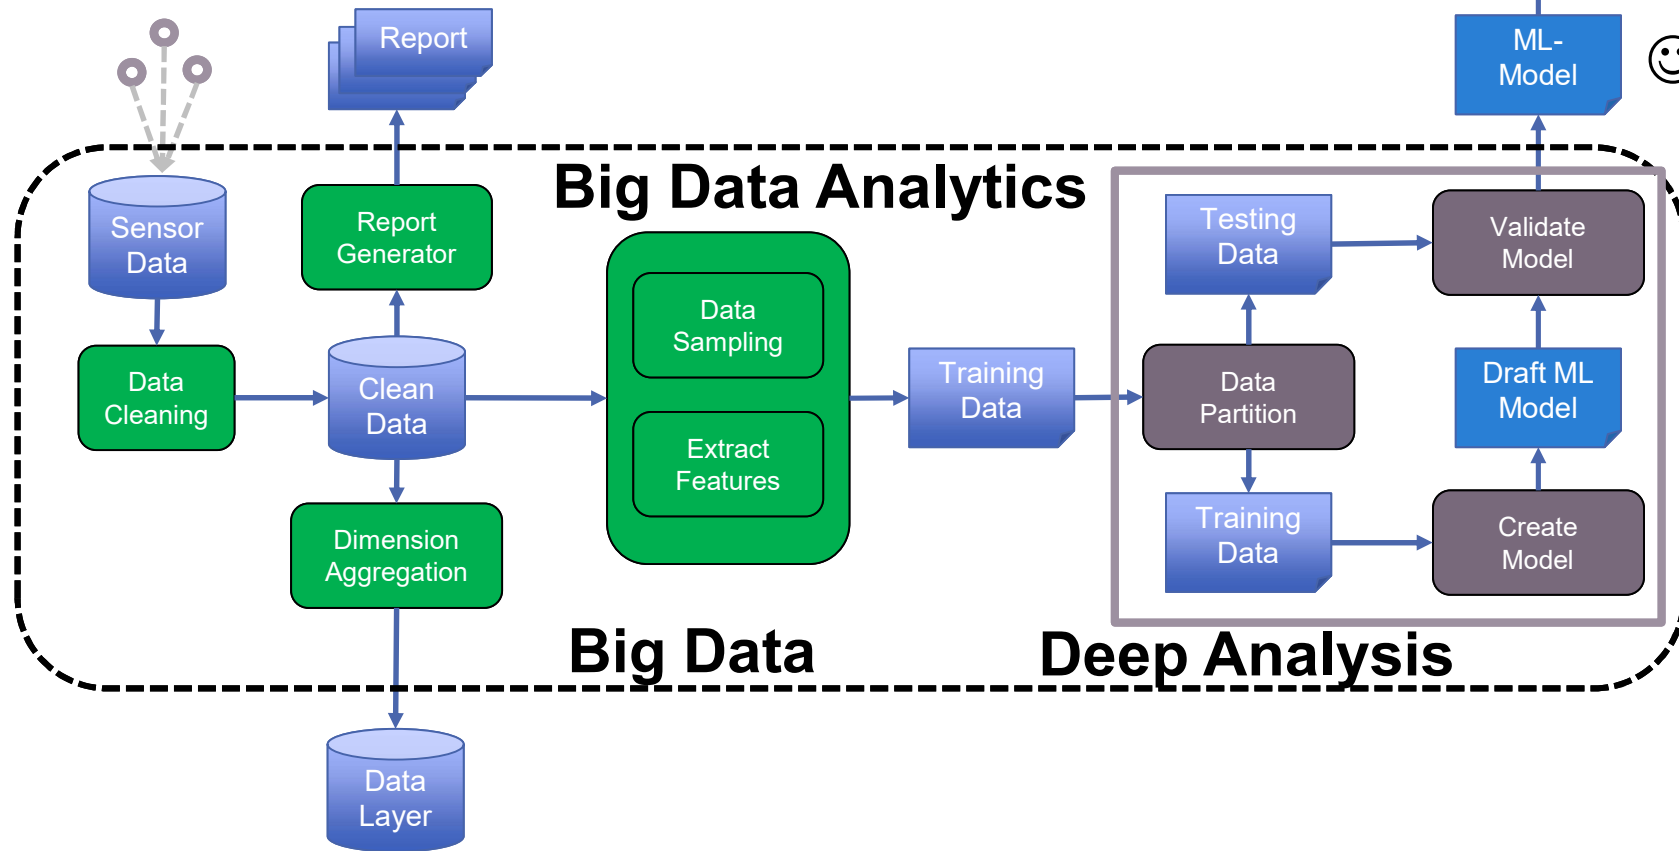 Report
ML-
Model
Big Data Analytics
Sensor
Data
Report
Generator
Testing
Data
Validate
Model
Data
Sampling
Data
Cleaning
Clean
Data
Training
Data
Data
Partition
Draft ML
Model
Extract
Features
Dimension
Aggregation
Training
Data
Create
Model
Big Data
Deep Analysis
Data
Layer